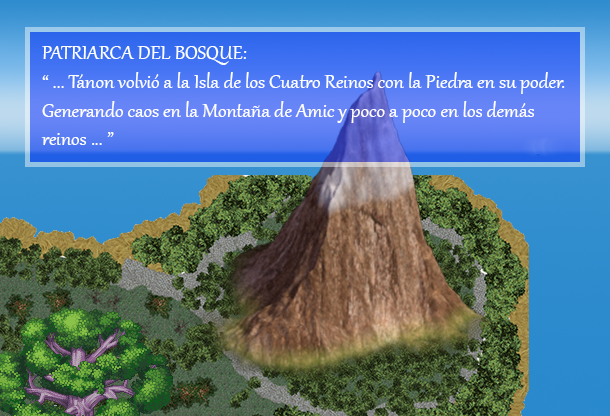 PATRIARCA DEL BOSQUE:
“ ... Tánon volvió a la Isla de los Cuatro Reinos con la Piedra en su poder.
Generando caos en la Montaña de Amic y poco a poco en los demás
reinos ... ”